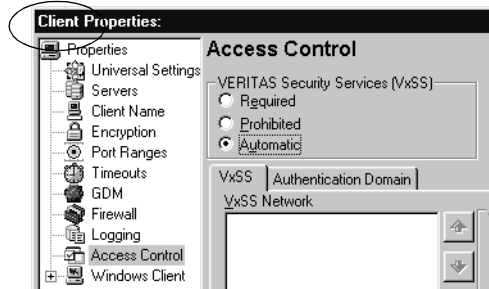 Client Properties:
Properties
Universal Settings
Servers
Client Name
Encryption
Port Ranges
Timeouts
GDM
Firewall
Logging
Access Control
Windows Client
Access Control
VERITAS Security Services (VxSS)
Required
Prohibited
Automatic
VxSS
Authentication Domain
VxSS Network